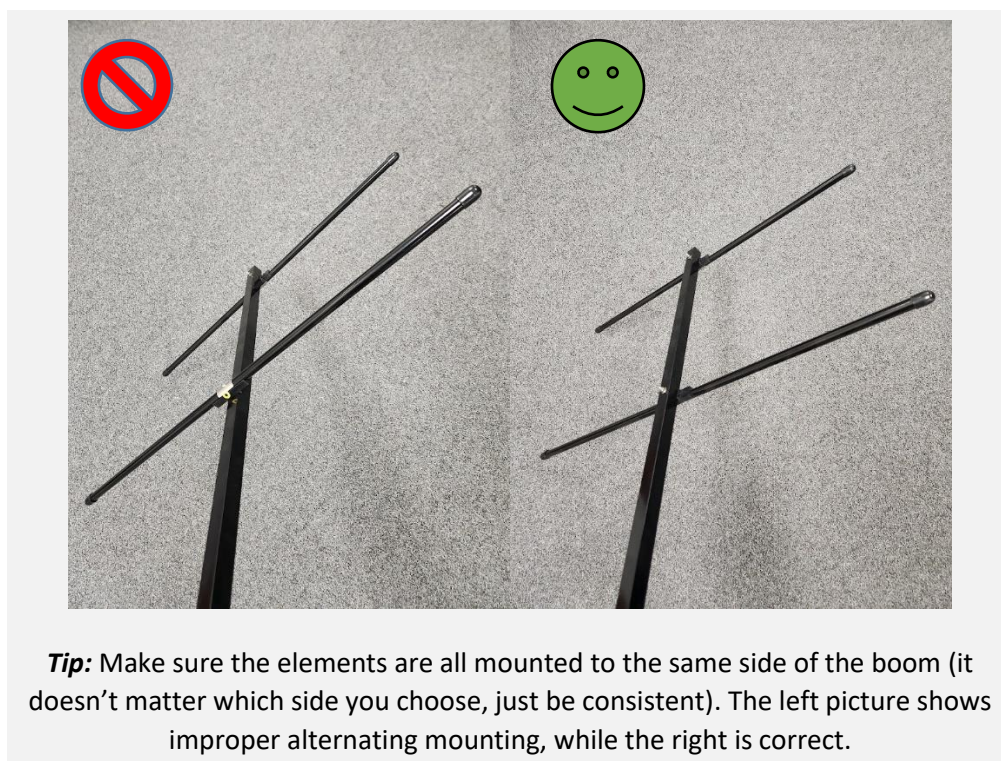 Tip: Make sure the elements are all mounted to the same side of the boom (it
doesn’t matter which side you choose, just be consistent). The left picture shows
improper alternating mounting, while the right is correct.